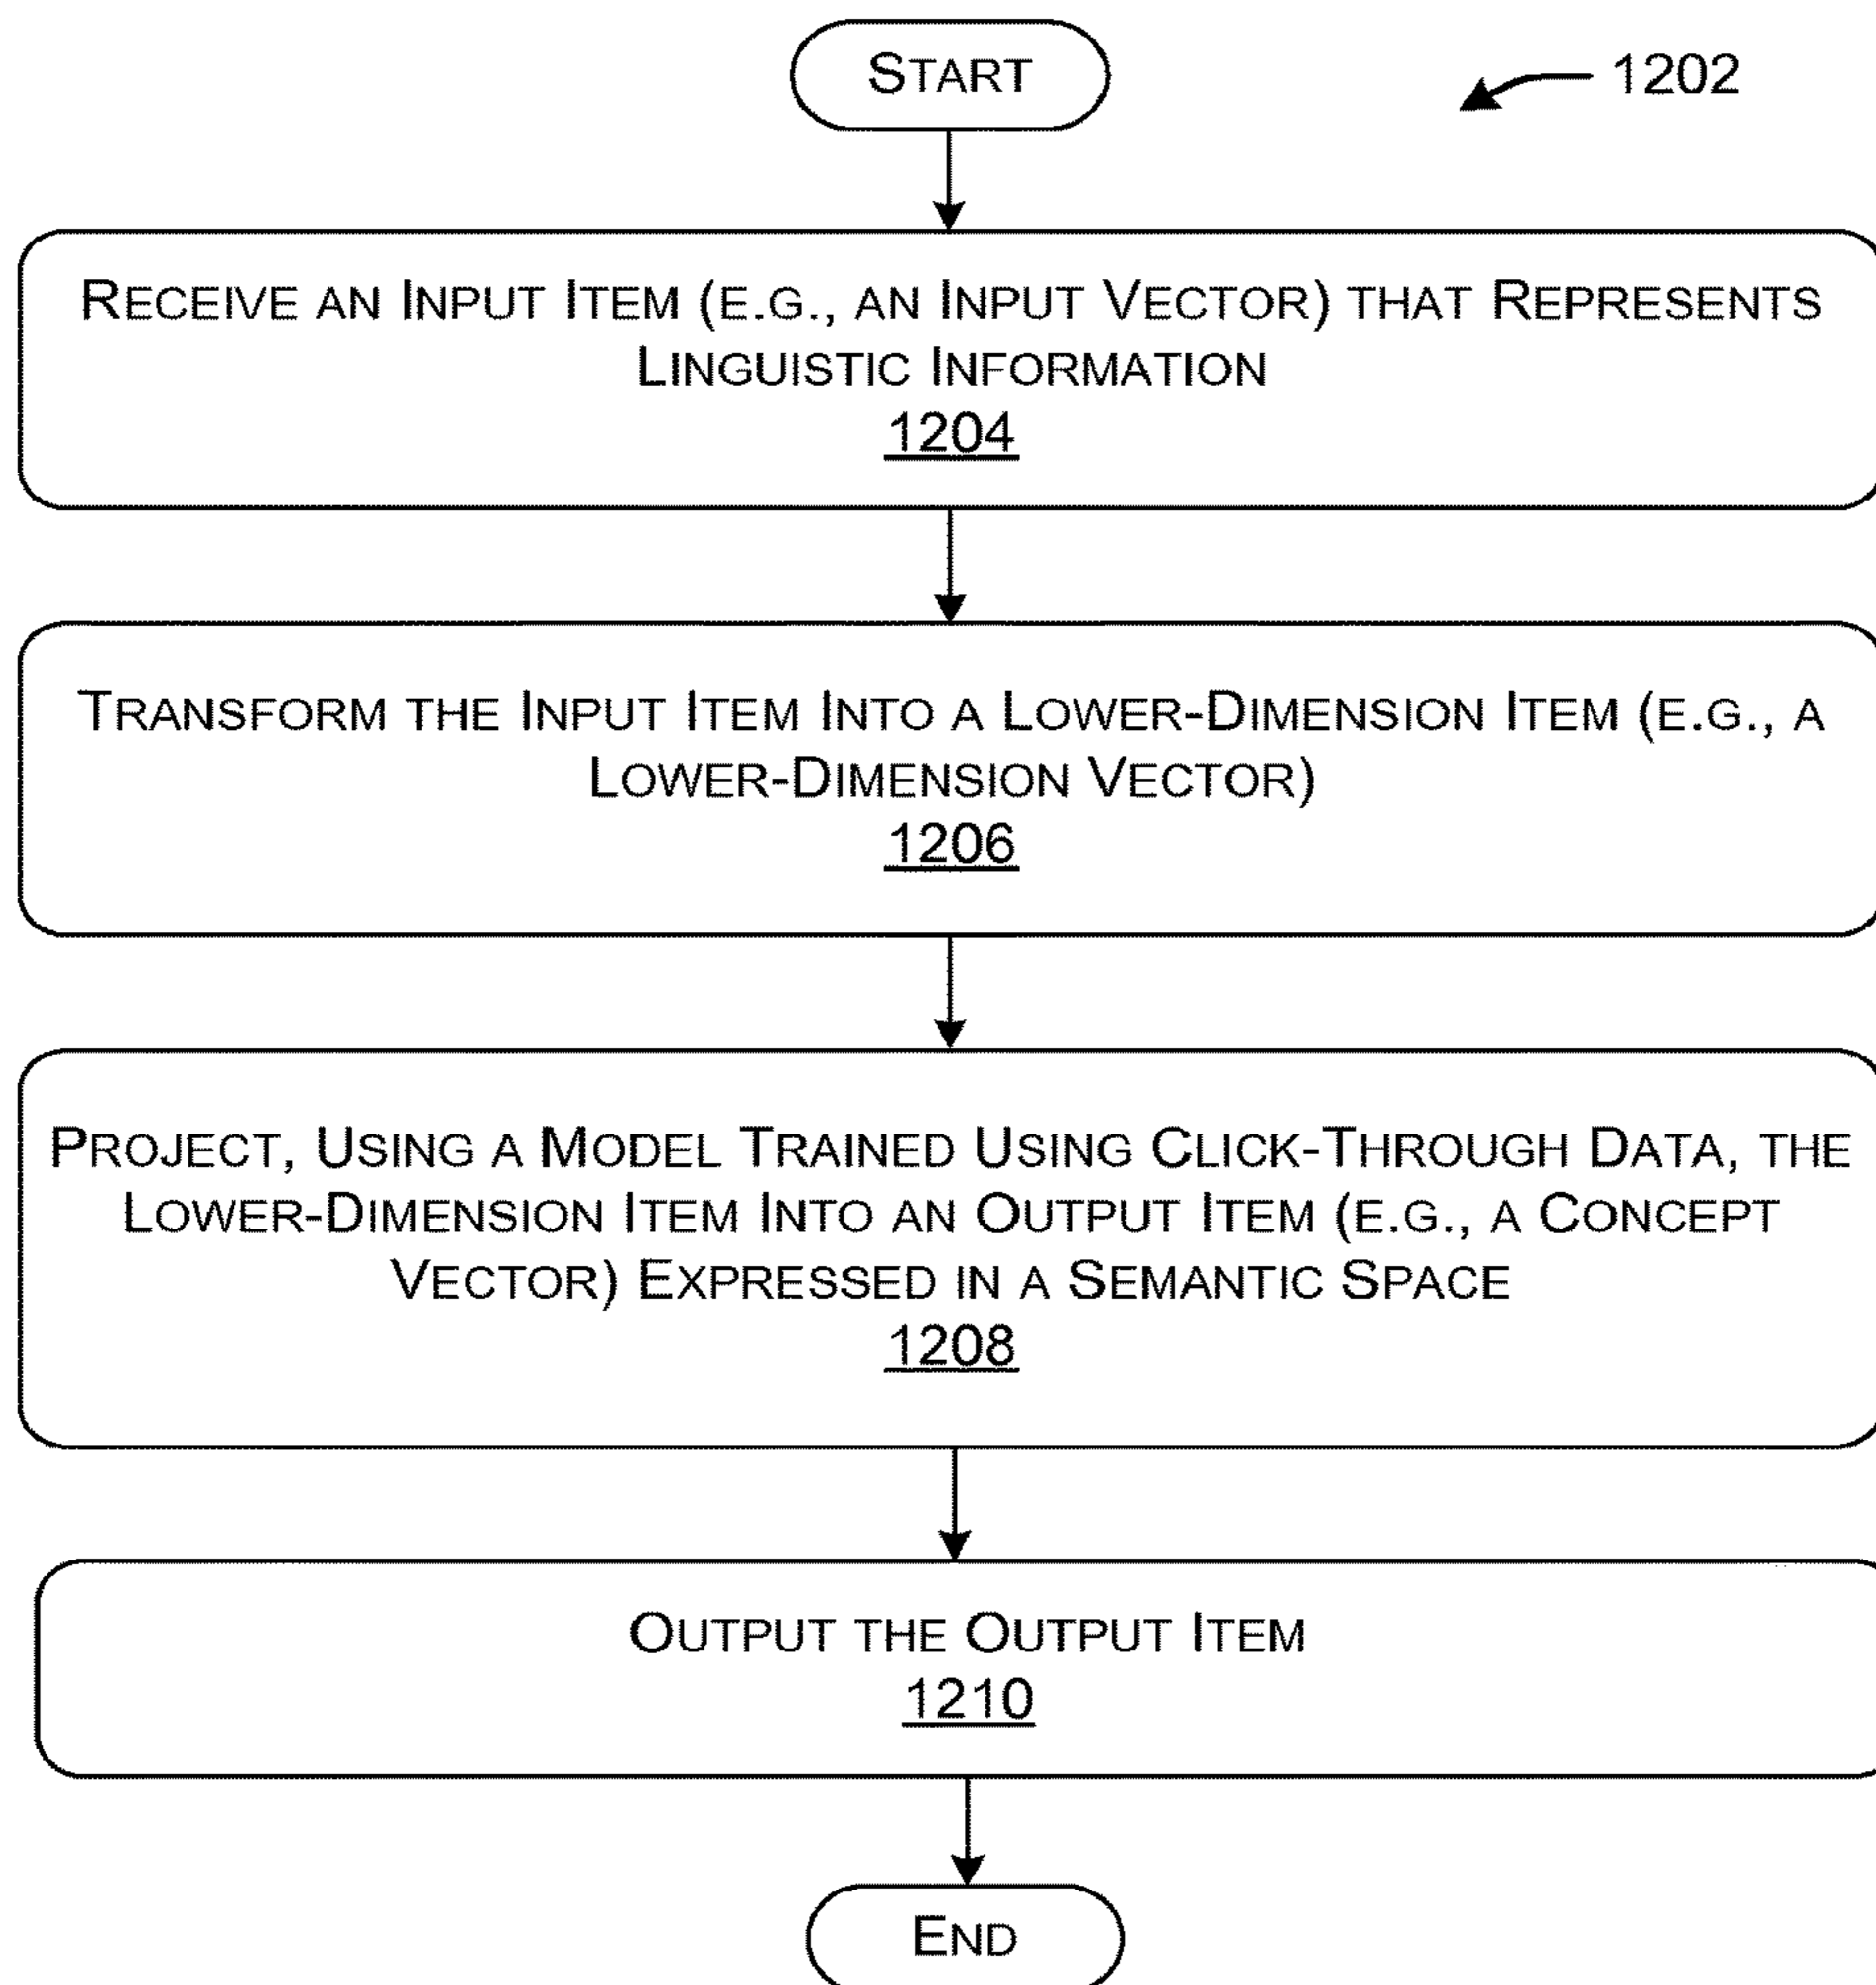 START
1202
RECEIVE AN INPUT ITEM (E.G., AN INPUT VECTOR) THAT REPRESENTS
LINGUISTIC INFORMATION
1204
TRANSFORM THE INPUT ITEM INTO A LOWER-DIMENSION ITEM (E.G., A
LOWER-DIMENSION VECTOR)
1206
PROJECT, USING A MODEL TRAINED USING CLICK-THROUGH DATA, THE
LOWER-DIMENSION ITEM INTO AN OUTPUT ITEM (E.G., A CONCEPT
VECTOR) EXPRESSED IN A SEMANTIC SPACE
1208
OUTPUT THE OUTPUT ITEM
1210
END